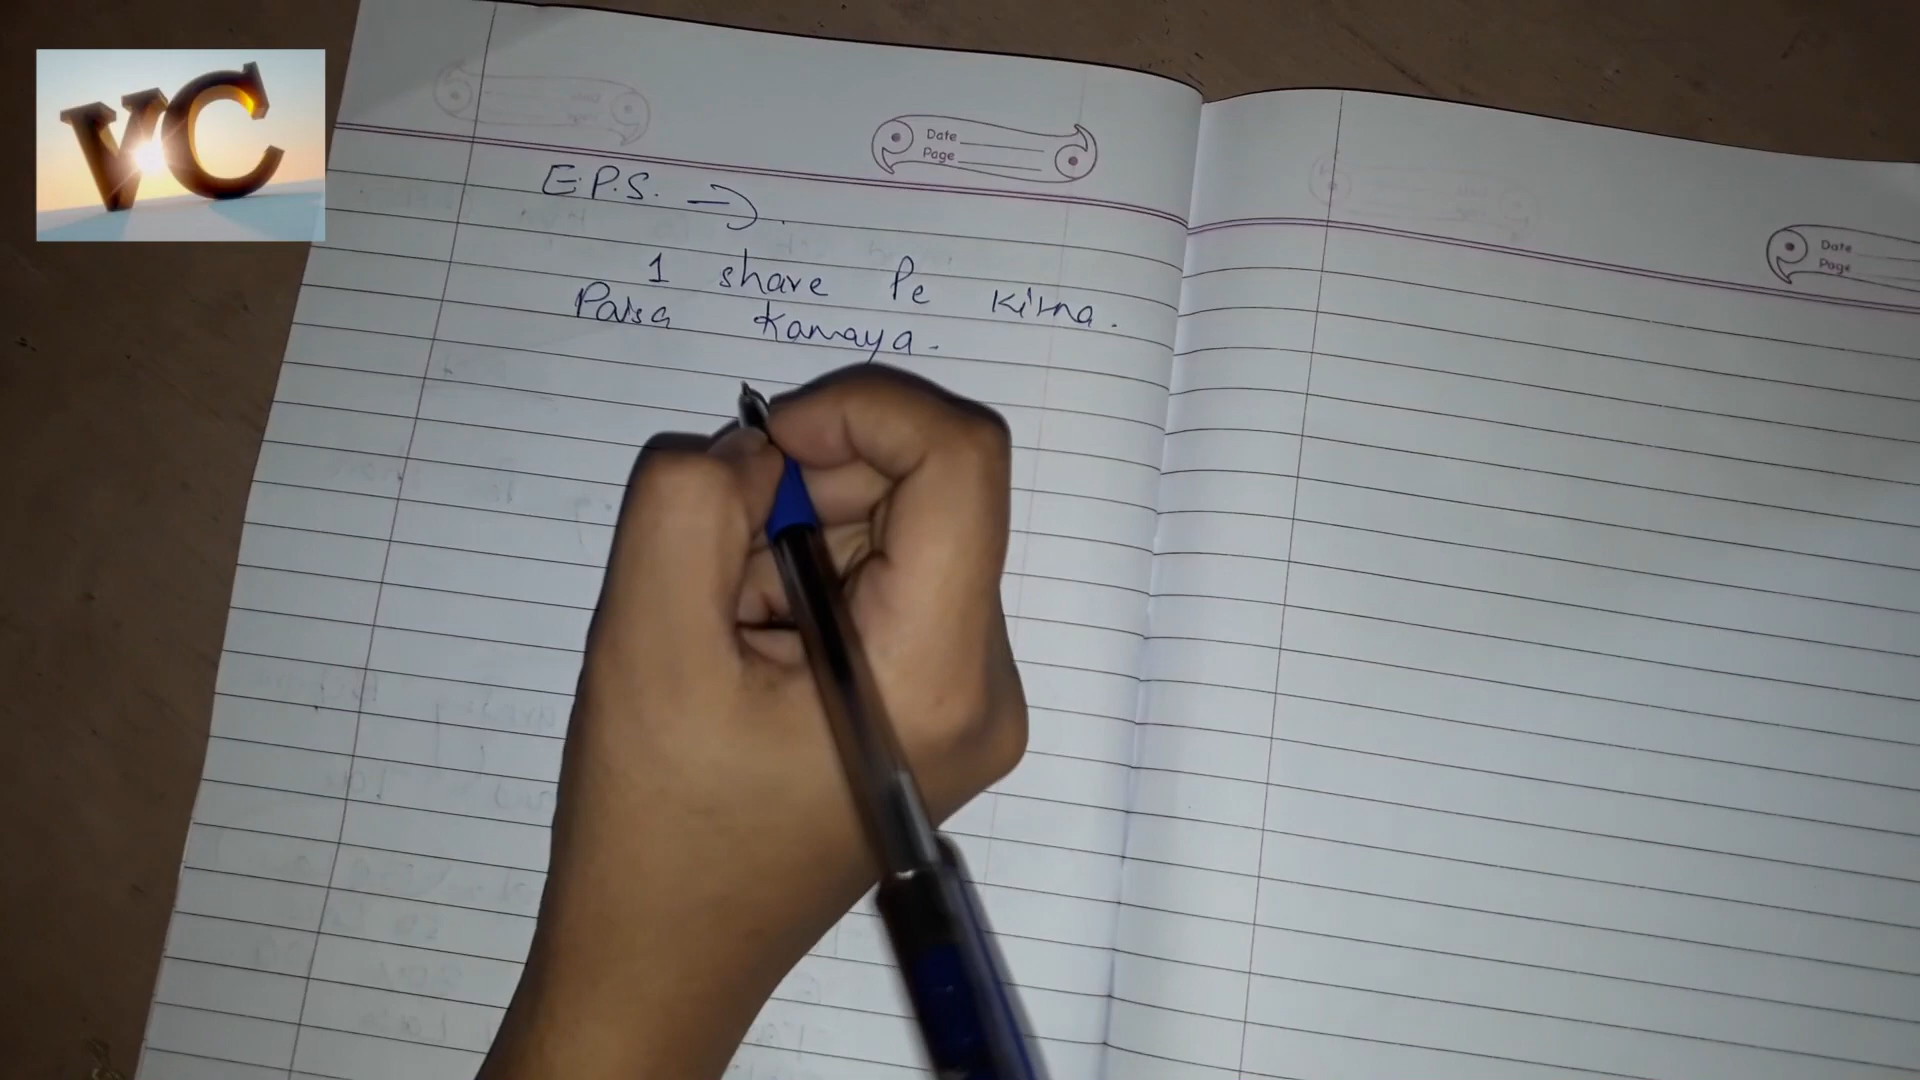 VC
Date
Page
E.P.S. →
1 share Pe Kitna.
Paisa Kamaya.
Date
Page